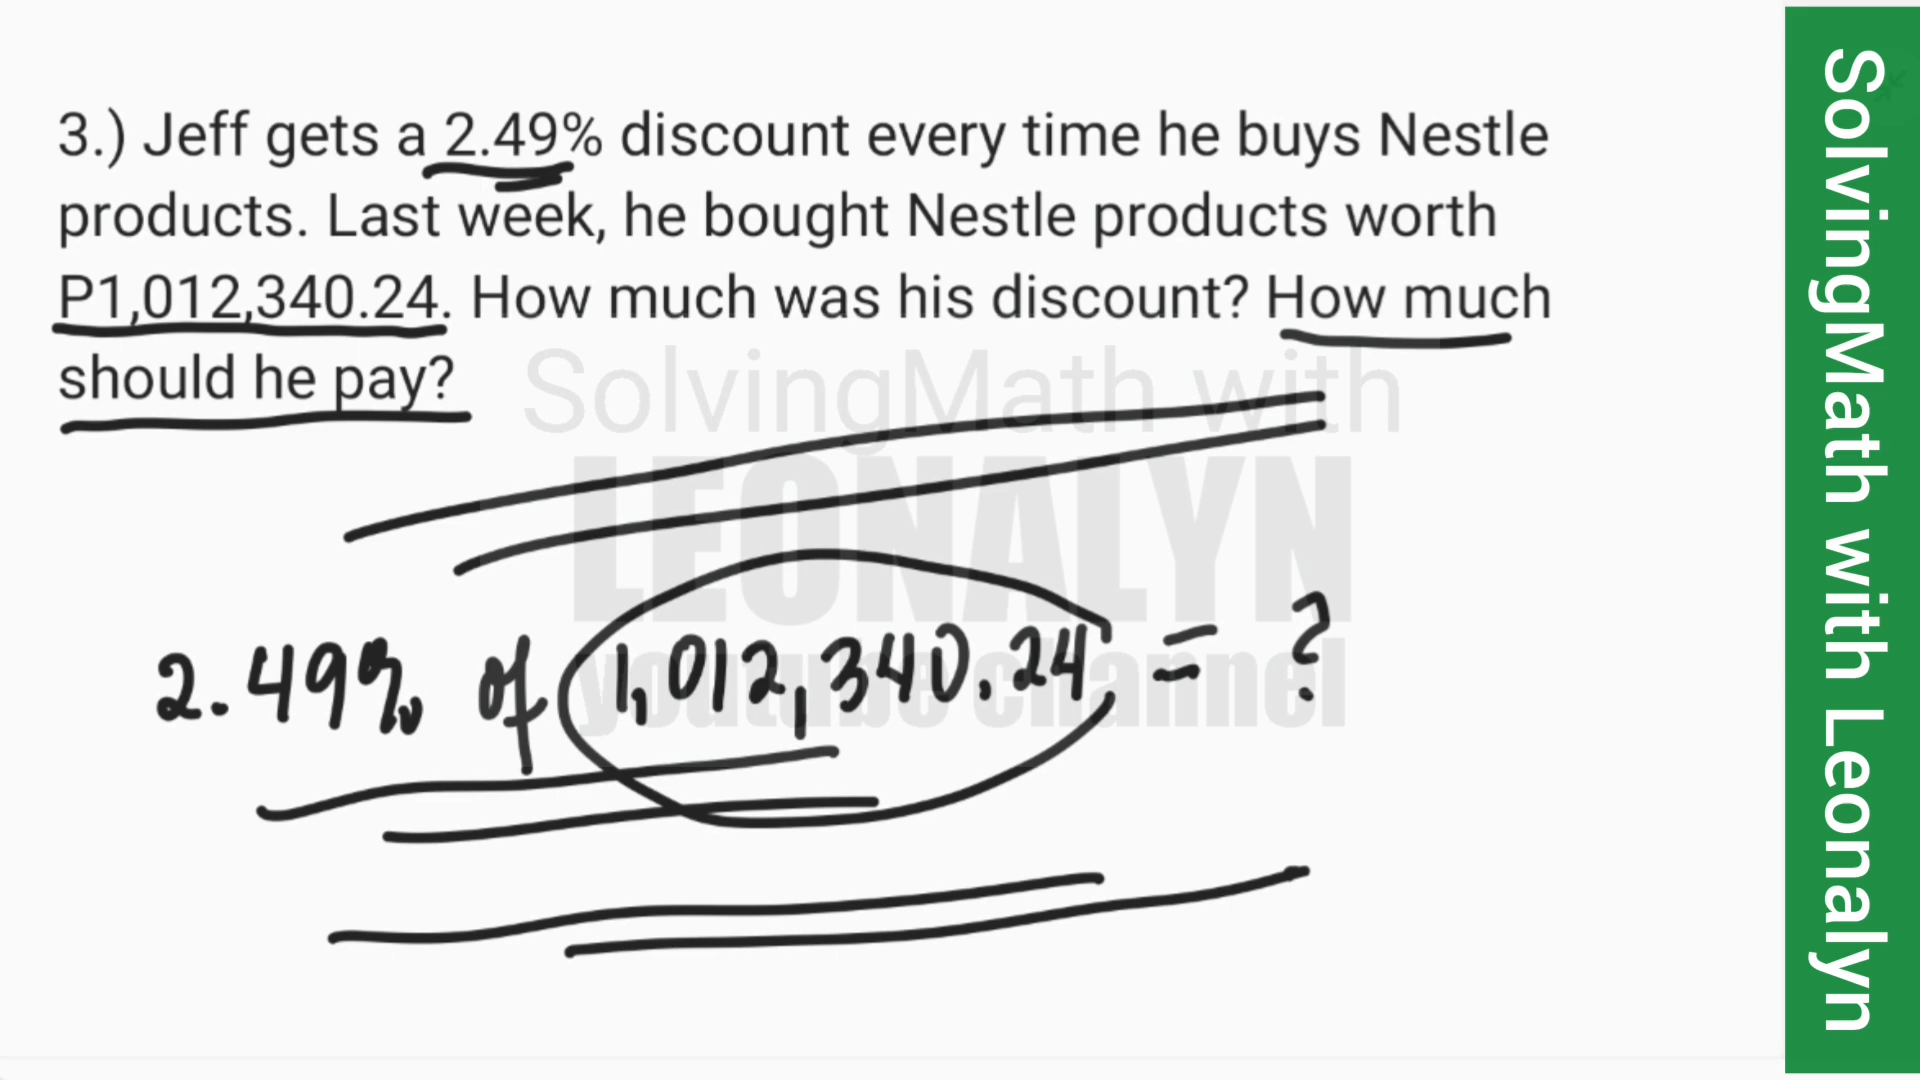 3.) Jeff gets a 2.49% discount every time he buys Nestle
products. Last week, he bought Nestle products worth
P1,012,340.24. How much was his discount? How much
should he pay?
SolvingMath with
LEONALYN
youtube channel
2.49% of 1,012,340.24 = ?
SolvingMath with Leonalyn